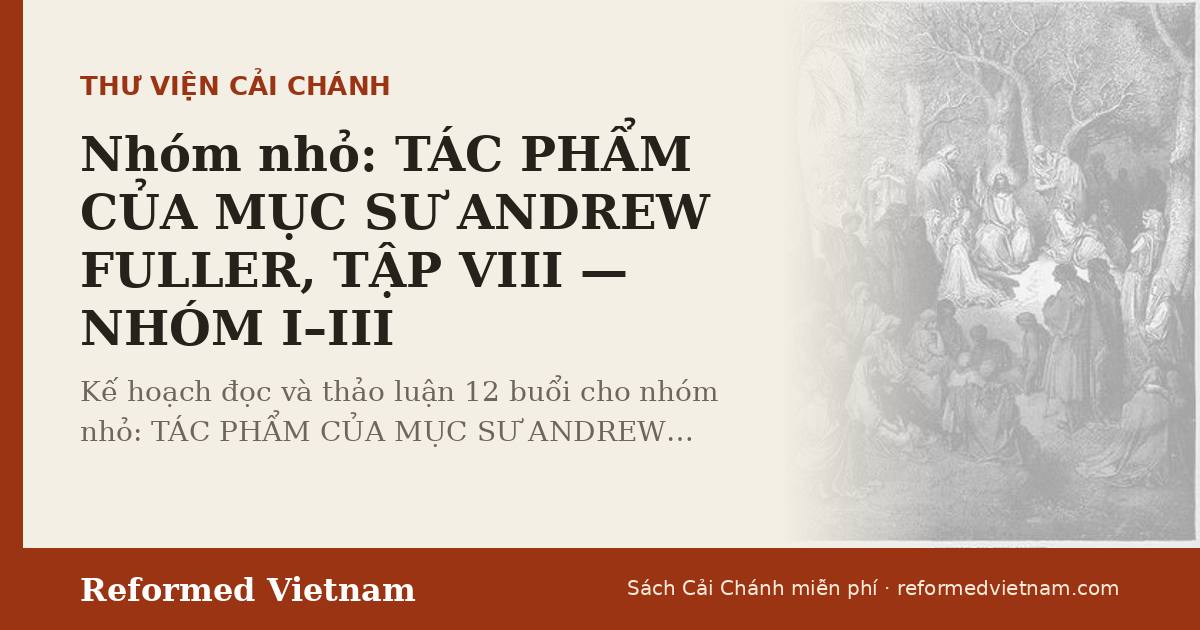 THƯ VIỆN CẢI CHÁNH
Nhóm nhỏ: TÁC PHẨM
CỦA MỤC SƯ ANDREW
FULLER, TẬP VIII —
NHÓM I–III
Kế hoạch đọc và thảo luận 12 buổi cho nhóm
nhỏ: TÁC PHẨM CỦA MỤC SƯ ANDREW…
Reformed Vietnam
Sách Cải Chánh miễn phí · reformedvietnam.com